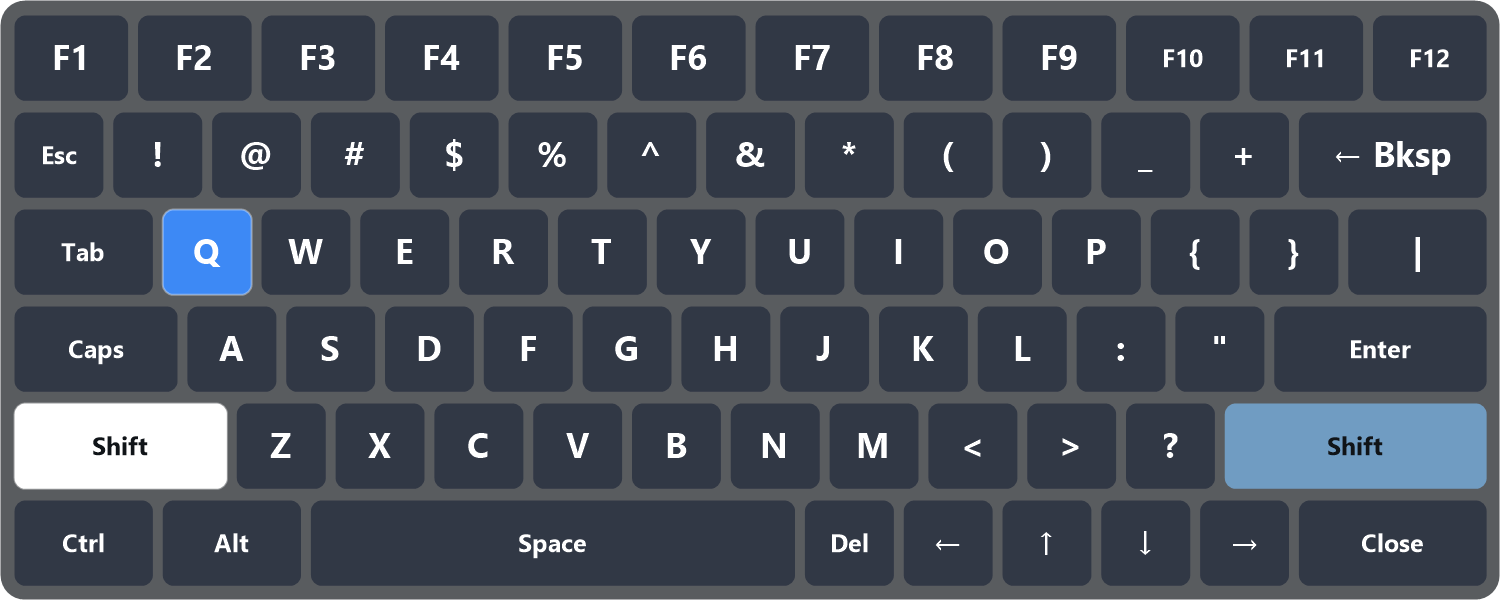 F1 F2 F3 F4 F5 F6 F7 F8 F9 F10 F11 F12
Esc ! @ # $ % ^ & * ( ) _ + ← Bksp
Tab Q W E R T Y U I O P { } |
Caps A S D F G H J K L : " Enter
Shift Z X C V B N M < > ? Shift
Ctrl Alt Space Del ← ↑ ↓ → Close